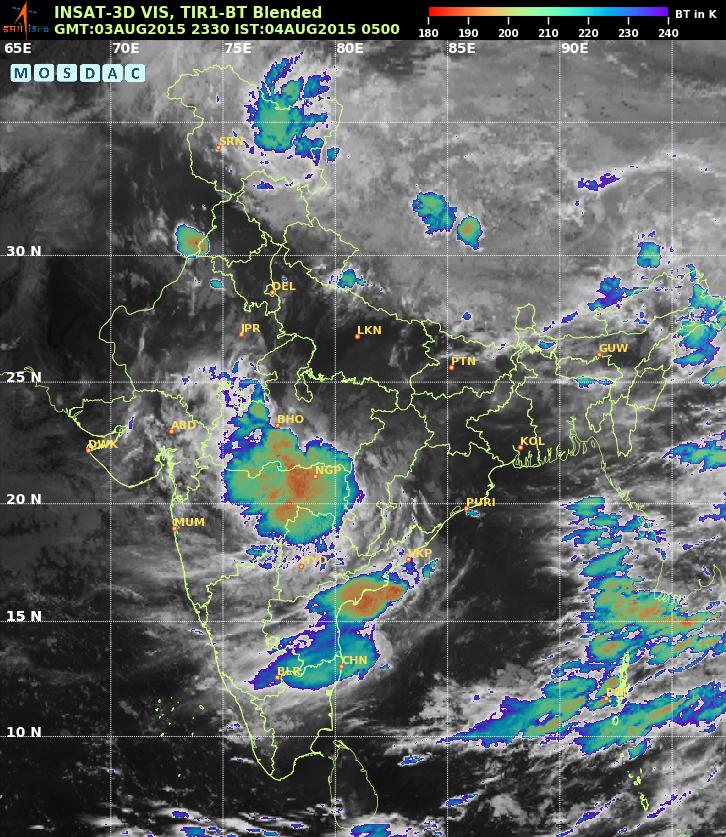 INSAT-3D VIS, TIR1-BT Blended
GMT:03AUG2015 2330 IST:04AUG2015 0500
180 190 200 210 220 230 240 BT in K
65E 70E 75E 80E 85E 90E
MOSDAC
SRN
30 N
DEL
JPR LKN
GUW
PTN
25 N
BHO
ABD
DWK KOL
NGP
20 N PURI
MUM
VKP
15 N
CHN
BLR
10 N